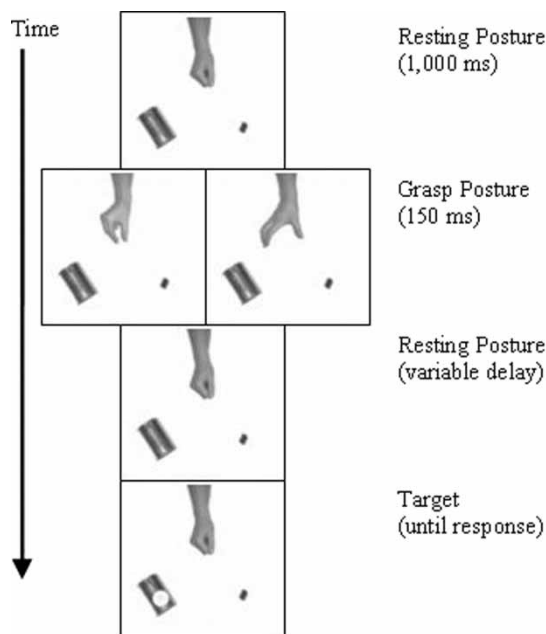 Time
Resting Posture
(1,000 ms)
Grasp Posture
(150 ms)
Resting Posture
(variable delay)
Target
(until response)